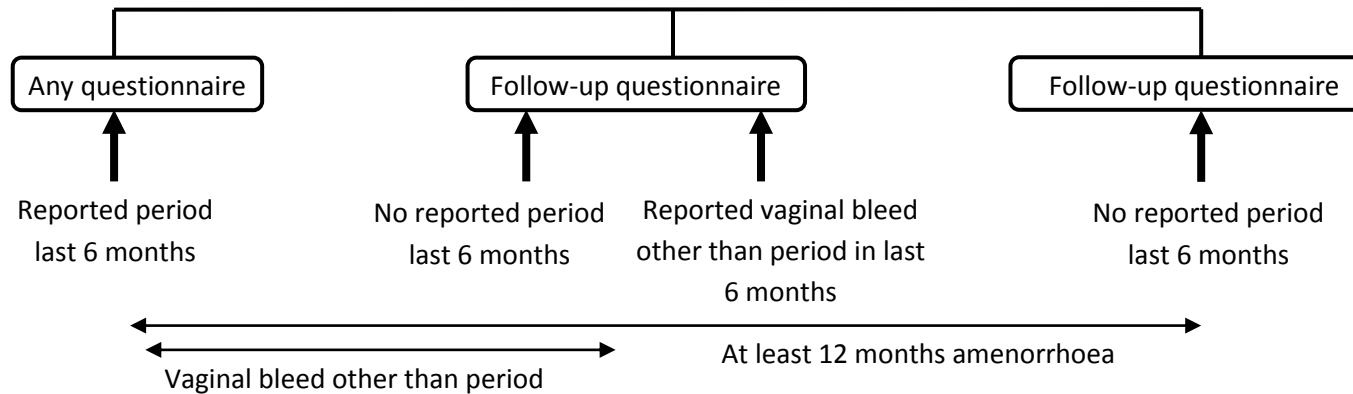 Any questionnaire
Follow-up questionnaire
Follow-up questionnaire
Reported period
last 6 months
No reported period
last 6 months
Reported vaginal bleed
other than period in last
6 months
No reported period
last 6 months
At least 12 months amenorrhoea
Vaginal bleed other than period